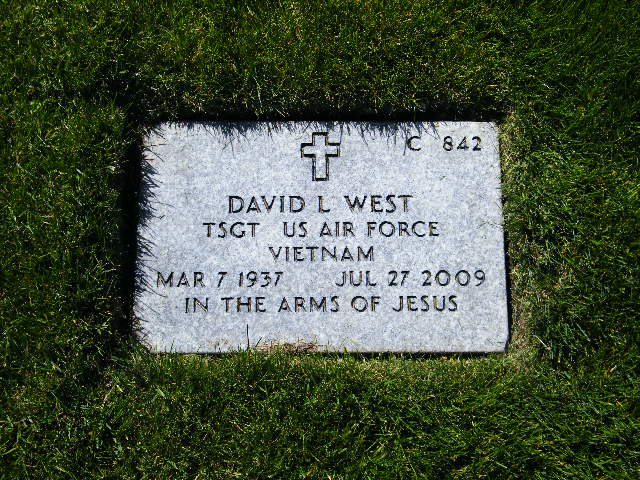 C 842
DAVID L WEST
TSGT US AIR FORCE
VIETNAM
MAR 7 1937 JUL 27 2009
IN THE ARMS OF JESUS